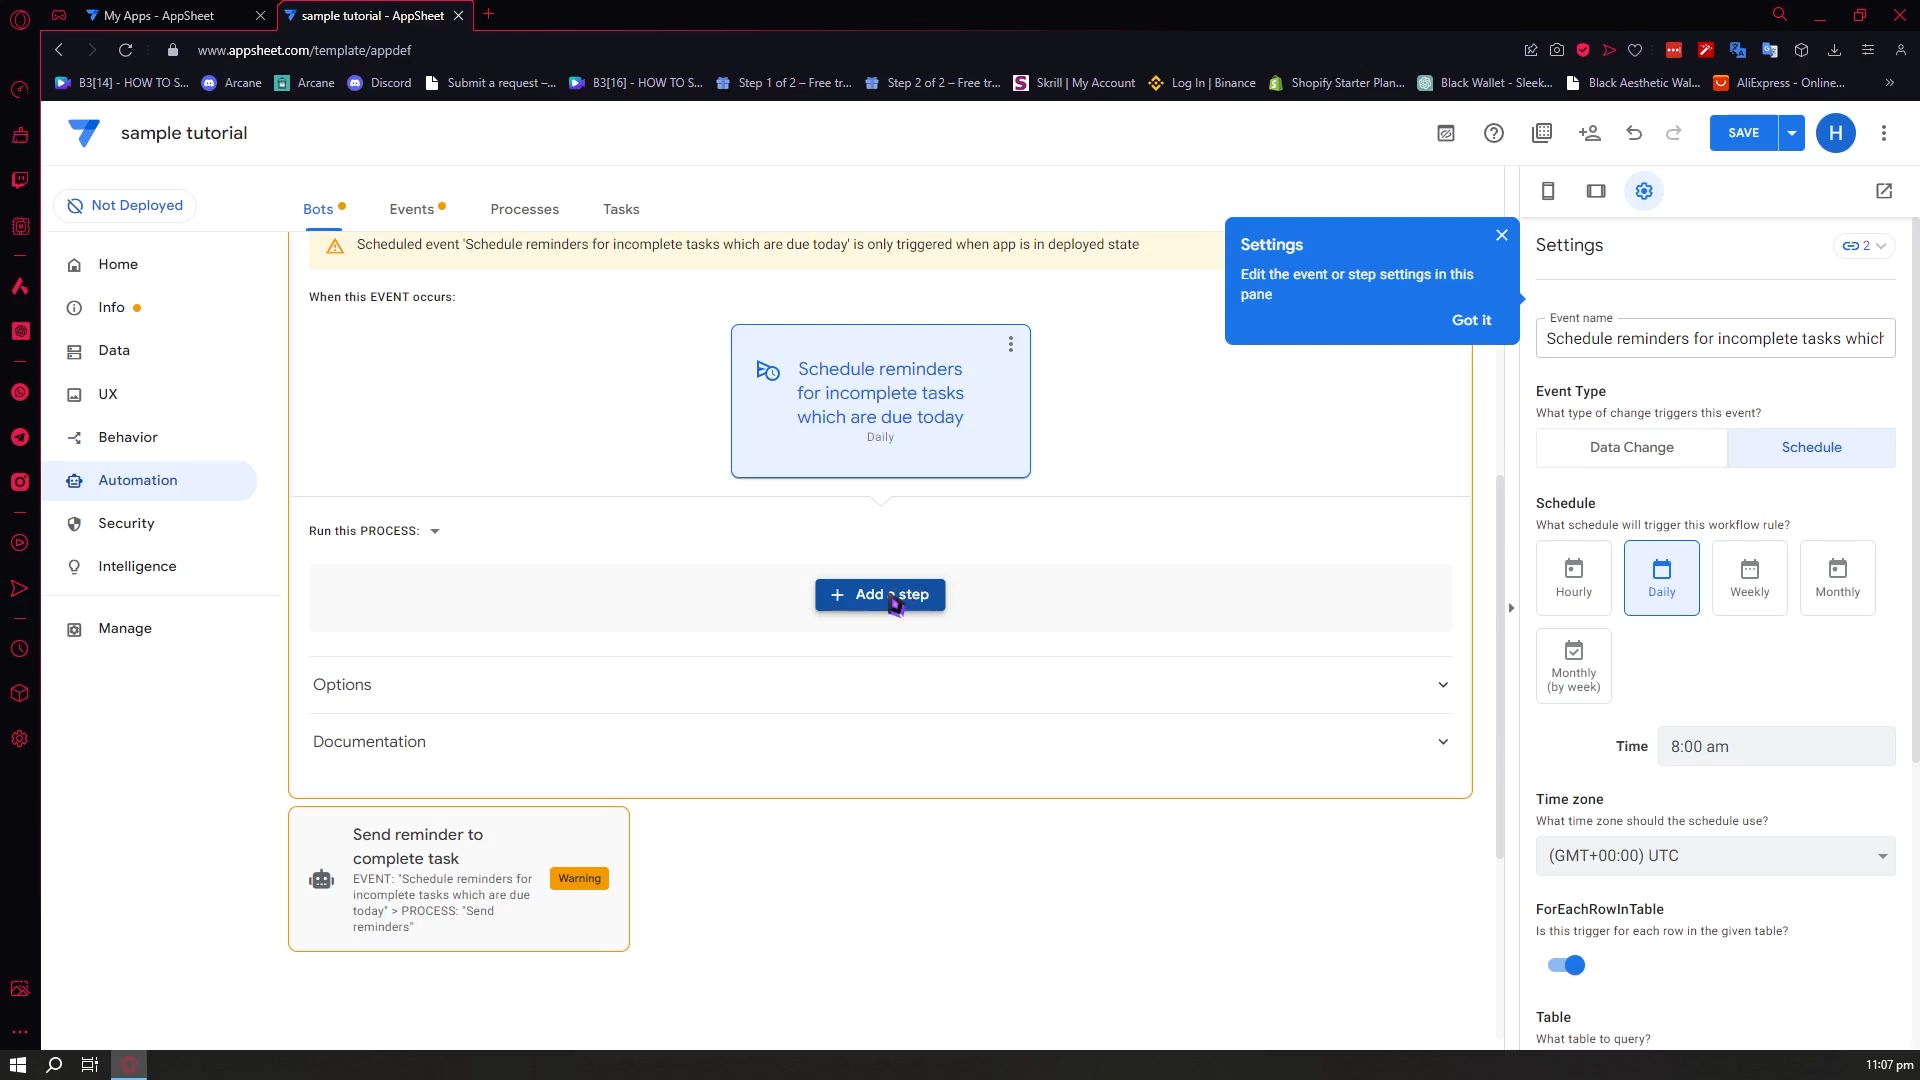 My Apps - AppSheet
sample tutorial - AppSheet
www.appsheet.com/template/appdef
B3[14] - HOW TO S...
Arcane
Arcane
Discord
Submit a request –...
B3[16] - HOW TO S...
Step 1 of 2 – Free tr...
Step 2 of 2 – Free tr...
Skrill | My Account
Log In | Binance
Shopify Starter Plan...
Black Wallet - Sleek...
Black Aesthetic Wal...
AliExpress - Online...
sample tutorial
SAVE
H
Not Deployed
Bots
Events
Processes
Tasks
Home
Info
Data
UX
Behavior
Automation
Security
Intelligence
Manage
Scheduled event 'Schedule reminders for incomplete tasks which are due today' is only triggered when app is in deployed state
When this EVENT occurs:
Schedule reminders
for incomplete tasks
which are due today
Daily
Run this PROCESS:
Add a step
Options
Documentation
Send reminder to
complete task
EVENT: "Schedule reminders for
incomplete tasks which are due
today" > PROCESS: "Send
reminders"
Warning
Settings
Edit the event or step settings in this
pane
Got it
Settings
2
Event name
Schedule reminders for incomplete tasks which
Event Type
What type of change triggers this event?
Data Change
Schedule
Schedule
What schedule will trigger this workflow rule?
Hourly
Daily
Weekly
Monthly
Monthly
(by week)
Time
8:00 am
Time zone
What time zone should the schedule use?
(GMT+00:00) UTC
ForEachRowInTable
Is this trigger for each row in the given table?
Table
What table to query?
11:07 pm